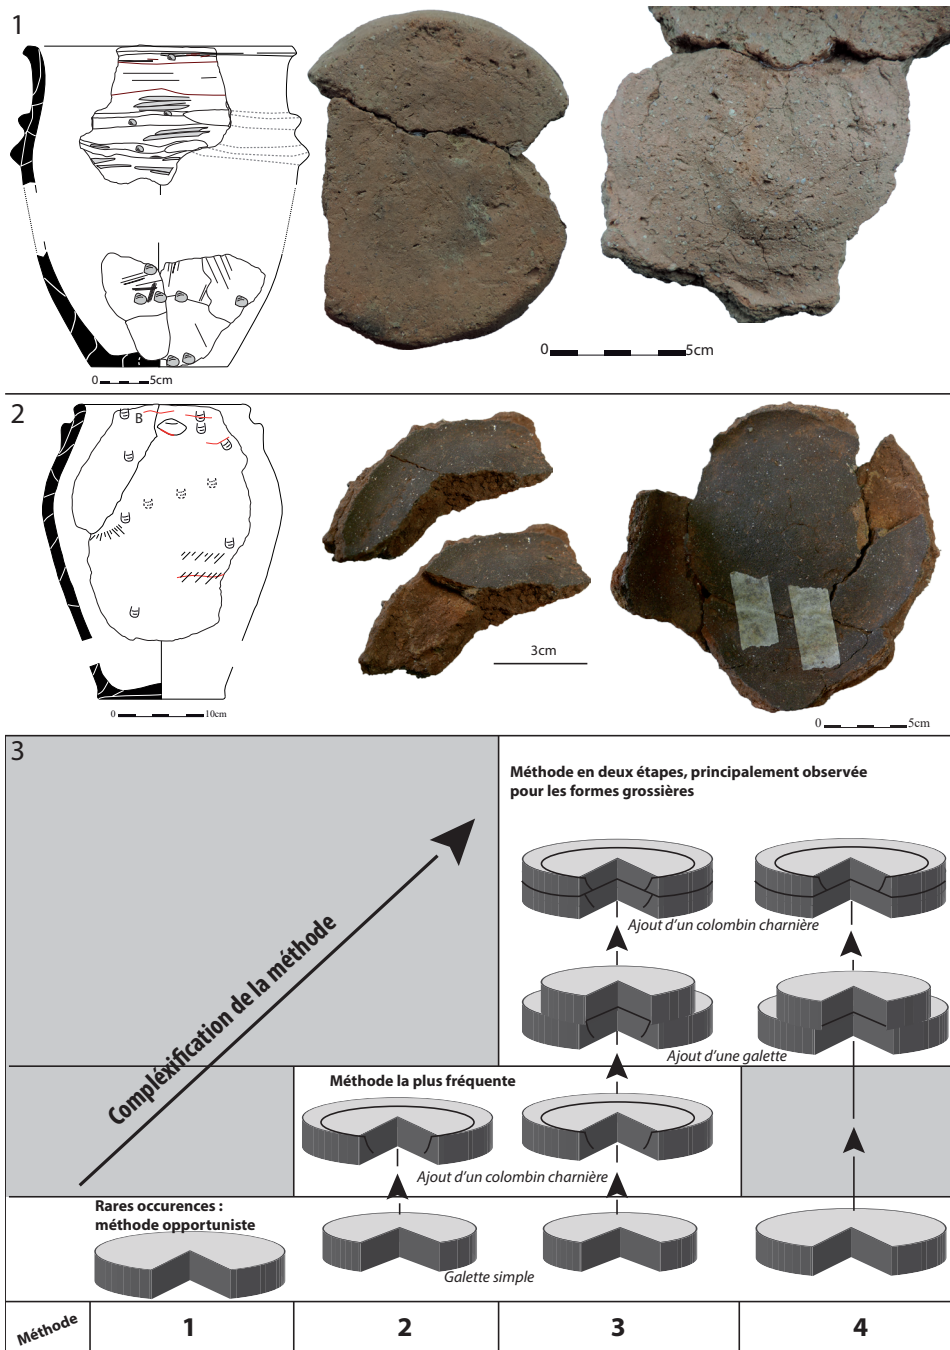 1
0 5cm
0 5cm
2
B
0 10cm
3cm
0 5cm
3
Méthode en deux étapes, principalement observée
pour les formes grossières
Ajout d'un colombin charnière
Compléxification de la méthode
Ajout d'une galette
Méthode la plus fréquente
Ajout d'un colombin charnière
Rares occurences :
méthode opportuniste
Galette simple
Méthode 1 2 3 4